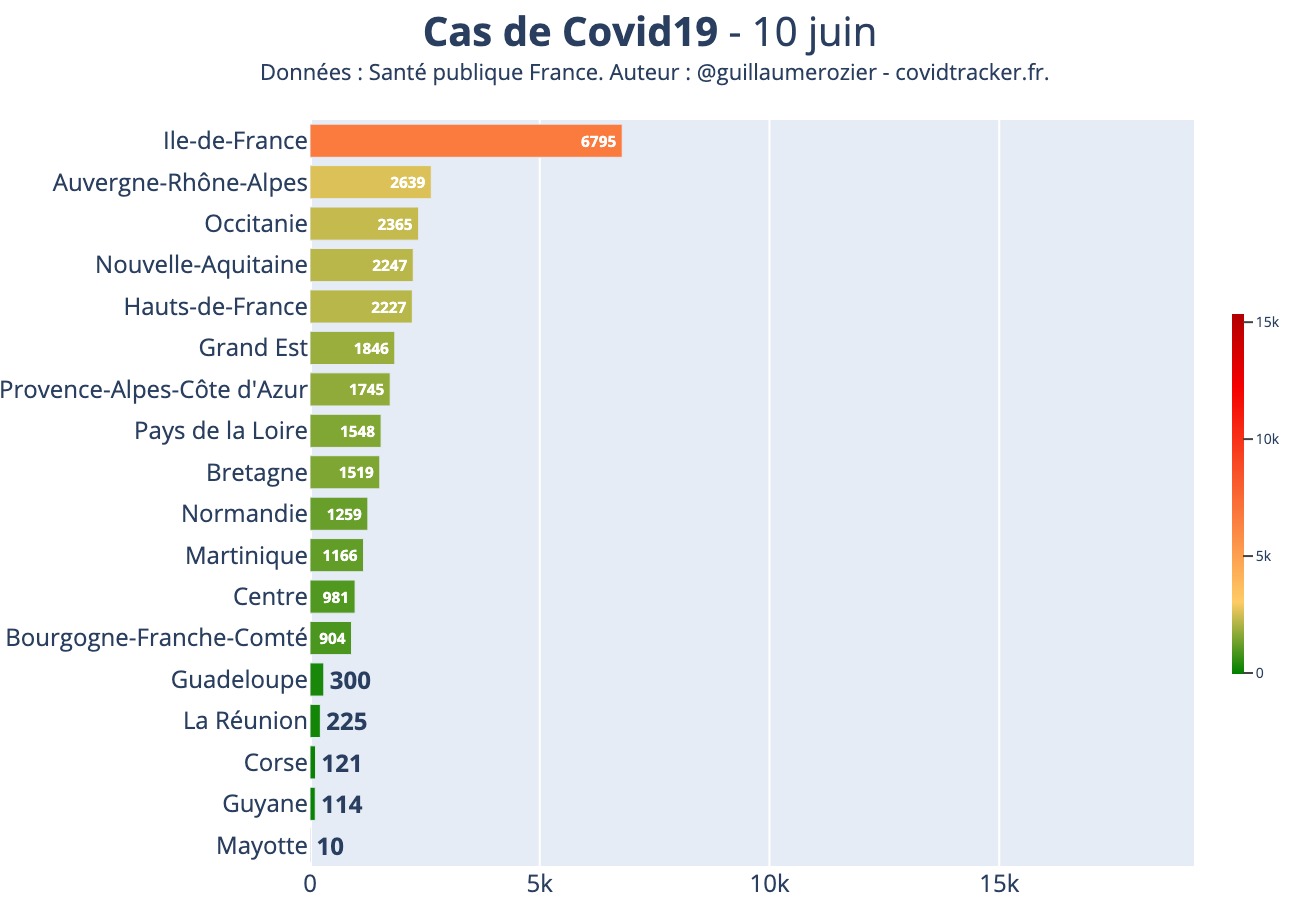 Cas de Covid19 - 10 juin
Données : Santé publique France. Auteur : @guillaumerozier - covidtracker.fr.
Ile-de-France 6795
Auvergne-Rhône-Alpes 2639
Occitanie 2365
Nouvelle-Aquitaine 2247
Hauts-de-France 2227
Grand Est 1846
Provence-Alpes-Côte d'Azur 1745
Pays de la Loire 1548
Bretagne 1519
Normandie 1259
Martinique 1166
Centre 981
Bourgogne-Franche-Comté 904
Guadeloupe 300
La Réunion 225
Corse 121
Guyane 114
Mayotte 10
0 5k 10k 15k
15k
10k
5k
0